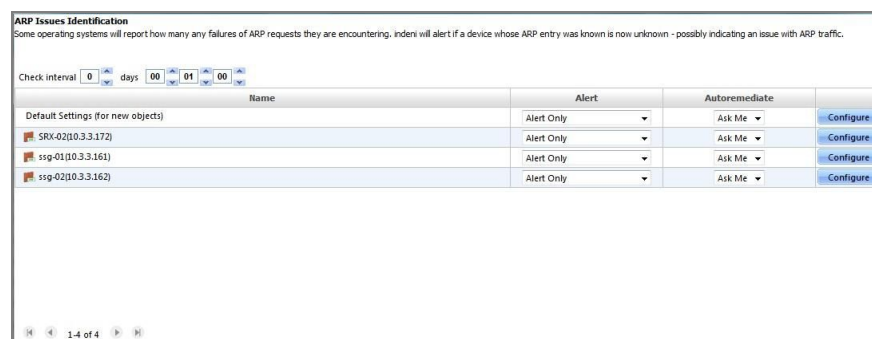 ARP Issues Identification
Some operating systems will report how many any failures of ARP requests they are encountering. indeni will alert if a device whose ARP entry was known is now unknown - possibly indicating an issue with ARP traffic.
Check interval 0 days 00 01 00
Name Alert Autoremediate
Default Settings (for new objects) Alert Only Ask Me Configure
SRX-02(10.3.3.172) Alert Only Ask Me Configure
ssg-01(10.3.3.161) Alert Only Ask Me Configure
ssg-02(10.3.3.162) Alert Only Ask Me Configure
1-4 of 4